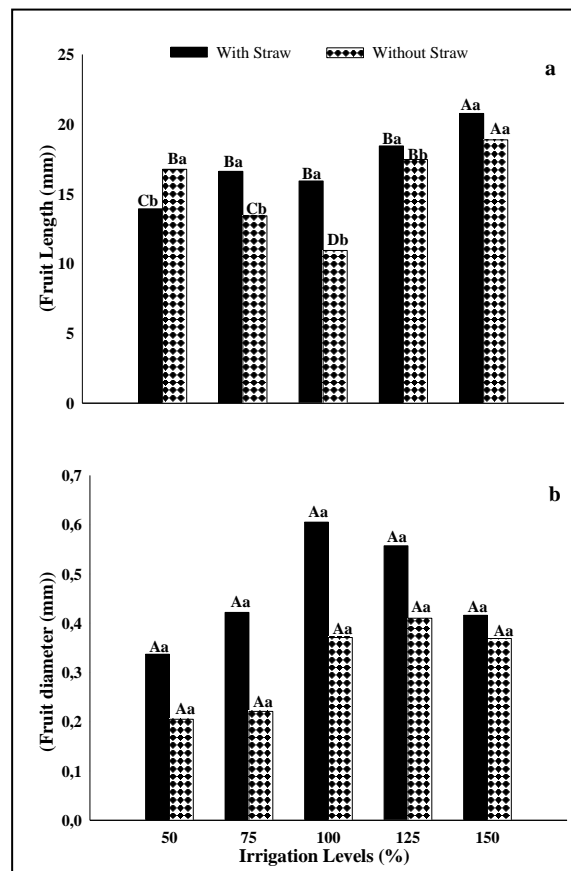 25
With Straw Without Straw
a
Aa
Aa
20
Ba
Bb
Ba
Ba
Ba
15
Cb
Cb
Db
10
5
0
(Fruit Length (mm))
0,7
b
Aa
0,6
Aa
0,5
Aa
Aa
Aa
0,4
Aa
Aa
Aa
0,3
Aa
Aa
0,2
0,1
0,0
(Fruit diameter (mm))
50 75 100 125 150
Irrigation Levels (%)